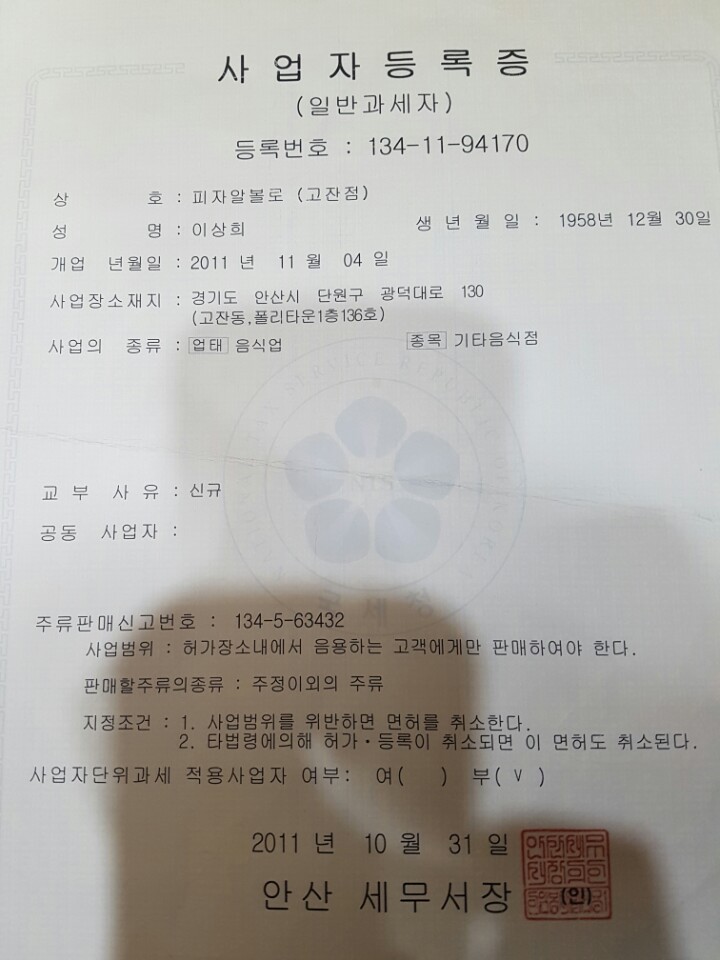 사업자등록증
(일반과세자)
등록번호 : 134-11-94170
상 호 : 피자알볼로 (고잔점)
성 명 : 이상희 생 년 월 일 : 1958년 12월 30일
개업 년월일 : 2011 년 11 월 04 일
사업장소재지 : 경기도 안산시 단원구 광덕대로 130
(고잔동,폴리타운1층136호)
사업의 종류 : 업태 음식업 종목 기타음식점
교 부 사 유 : 신규
공동 사업자 :
주류판매신고번호 : 134-5-63432
사업범위 : 허가장소내에서 음용하는 고객에게만 판매하여야 한다.
판매할주류의종류 : 주정이외의 주류
지정조건 : 1. 사업범위를 위반하면 면허를 취소한다.
2. 타법령에의해 허가·등록이 취소되면 이 면허도 취소된다.
사업자단위과세 적용사업자 여부: 여( ) 부( V )
2011 년 10 월 31 일
안산 세무서장 (인)
NATIONAL TAX SERVICE REPUBLIC OF KOREA
NTS
국세청